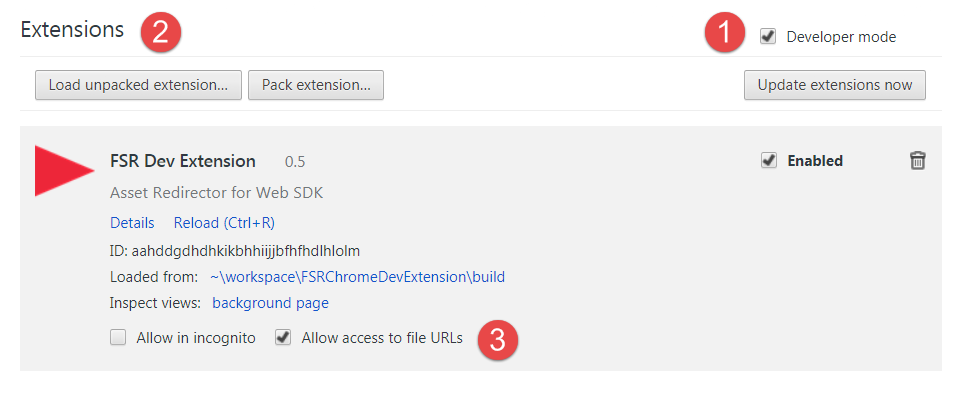 Extensions 2 1 Developer mode
Load unpacked extension... Pack extension... Update extensions now
FSR Dev Extension 0.5 Enabled
Asset Redirector for Web SDK
Details Reload (Ctrl+R)
ID: aahddgdhdhkikbhhiijjbfhfhdlhlolm
Loaded from: ~\workspace\FSRChromeDevExtension\build
Inspect views: background page
Allow in incognito Allow access to file URLs 3